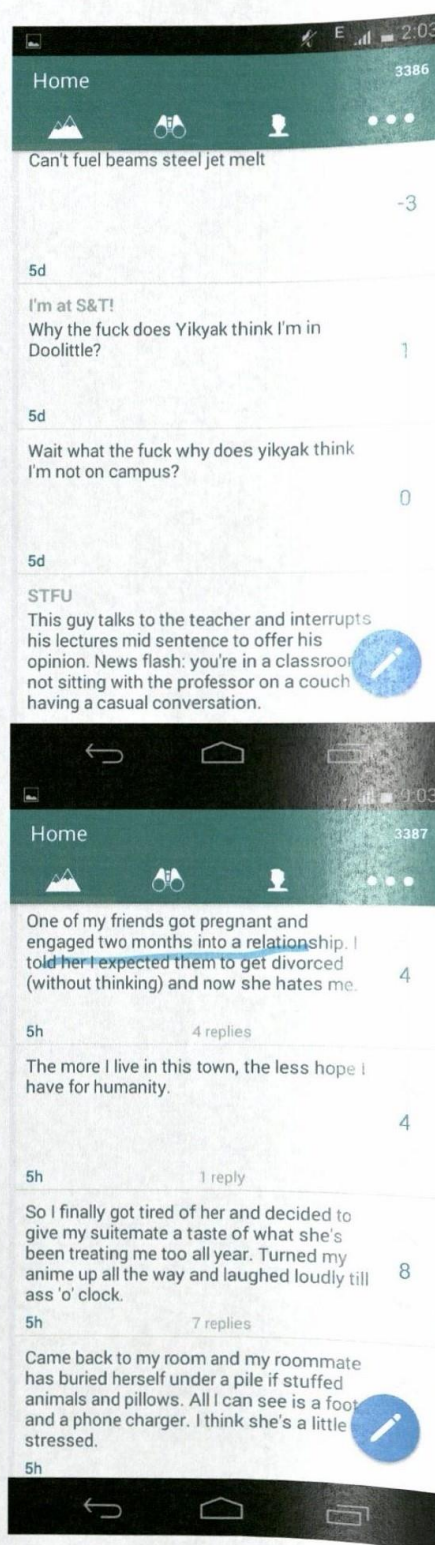 E 2:03
Home 3386
Can't fuel beams steel jet melt
-3
5d
I'm at S&T!
Why the fuck does Yikyak think I'm in
Doolittle?
1
5d
Wait what the fuck why does yikyak think
I'm not on campus?
0
5d
STFU
This guy talks to the teacher and interrupts
his lectures mid sentence to offer his
opinion. News flash: you're in a
not sitting with the professor on a couch
having a casual conversation.
Home 3387
One of my friends got pregnant and
engaged two months into a relationship. I
told her I expected them to get divorced
(without thinking) and now she hates me.
4
5h 4 replies
The more I live in this town, the less hope I
have for humanity.
4
5h 1 reply
So I finally got tired of her and decided to
give my suitemate a taste of what she's
been treating me too all year. Turned my
anime up all the way and laughed loudly till
ass 'o' clock.
8
5h 7 replies
Came back to my room and my roommate
has buried herself under a pile if stuffed
animals and pillows. All I can see is a foot
and a phone charger. I think she's a little
stressed.
5h